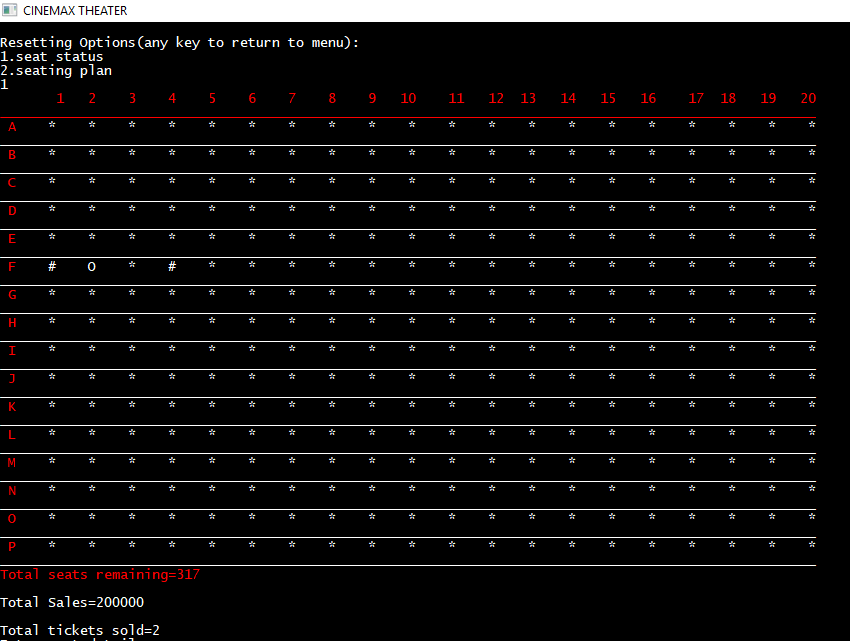 CINEMAX THEATER
Resetting Options(any key to return to menu):
1.seat status
2.seating plan
1
1 2 3 4 5 6 7 8 9 10 11 12 13 14 15 16 17 18 19 20
A * * * * * * * * * * * * * * * * * * * *
B * * * * * * * * * * * * * * * * * * * *
C * * * * * * * * * * * * * * * * * * * *
D * * * * * * * * * * * * * * * * * * * *
E * * * * * * * * * * * * * * * * * * * *
F # O * # * * * * * * * * * * * * * * * *
G * * * * * * * * * * * * * * * * * * * *
H * * * * * * * * * * * * * * * * * * * *
I * * * * * * * * * * * * * * * * * * * *
J * * * * * * * * * * * * * * * * * * * *
K * * * * * * * * * * * * * * * * * * * *
L * * * * * * * * * * * * * * * * * * * *
M * * * * * * * * * * * * * * * * * * * *
N * * * * * * * * * * * * * * * * * * * *
O * * * * * * * * * * * * * * * * * * * *
P * * * * * * * * * * * * * * * * * * * *
Total seats remaining=317
Total Sales=200000
Total tickets sold=2